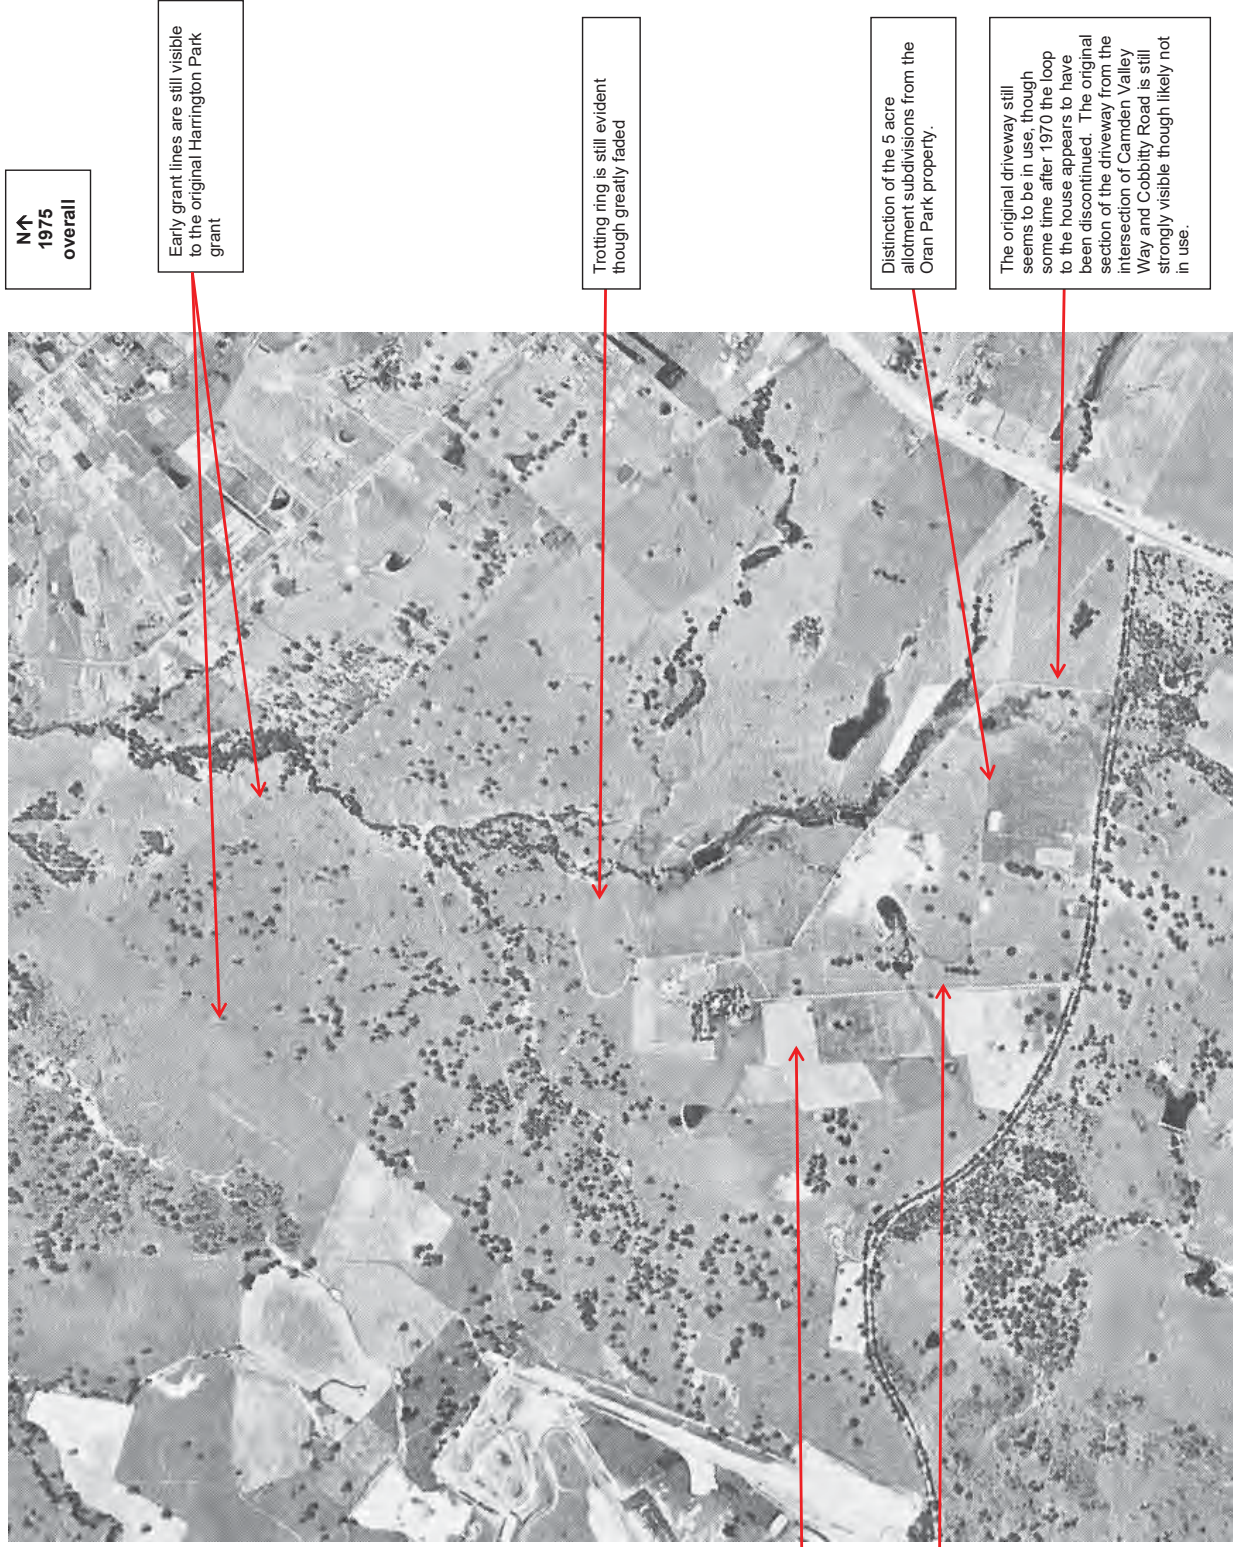 N↑
1975
overall
Early grant lines are still visible
to the original Harrington Park
grant
Trotting ring is still evident
though greatly faded
Distinction of the 5 acre
allotment subdivisions from the
Oran Park property.
The original driveway still
seems to be in use, though
some time after 1970 the loop
to the house appears to have
been discontinued. The original
section of the driveway from the
intersection of Camden Valley
Way and Cobbitty Road is still
strongly visible though likely not
in use.